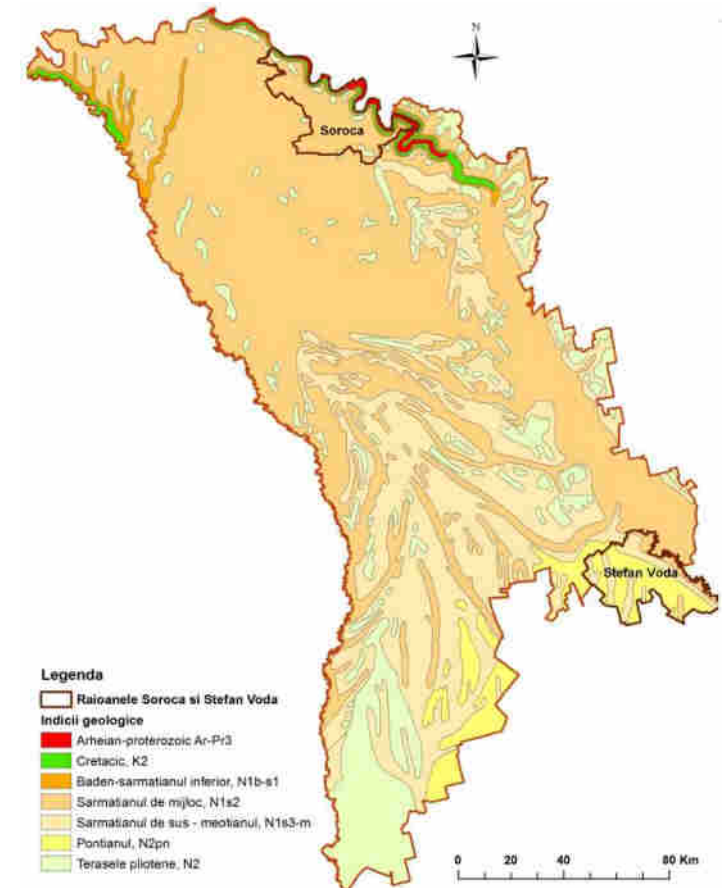 N
Soroca
Stefan Voda
Legenda
Raioanele Soroca si Stefan Voda
Indicii geologice
Arheian-proterozoic Ar-Pr3
Cretacic, K2
Baden-sarmatianul inferior, N1b-s1
Sarmatianul de mijloc, N1s2
Sarmatianul de sus - meotianul, N1s3-m
Pontianul, N2pn
Terasele pliotene, N2
0 20 40 80 Km